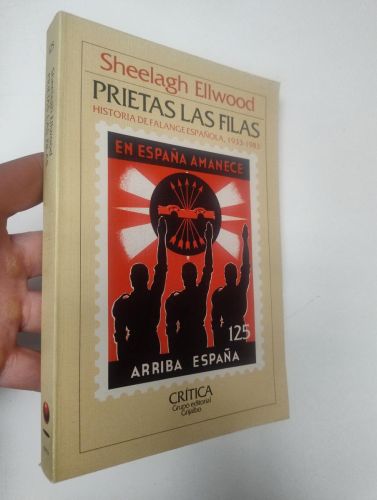 Sheelagh Ellwood
PRIETAS LAS FILAS
HISTORIA DE FALANGE ESPAÑOLA, 1933-1983
EN ESPAÑA AMANECE
125
ARRIBA ESPAÑA
CRÍTICA
Grupo editorial
Grijalbo